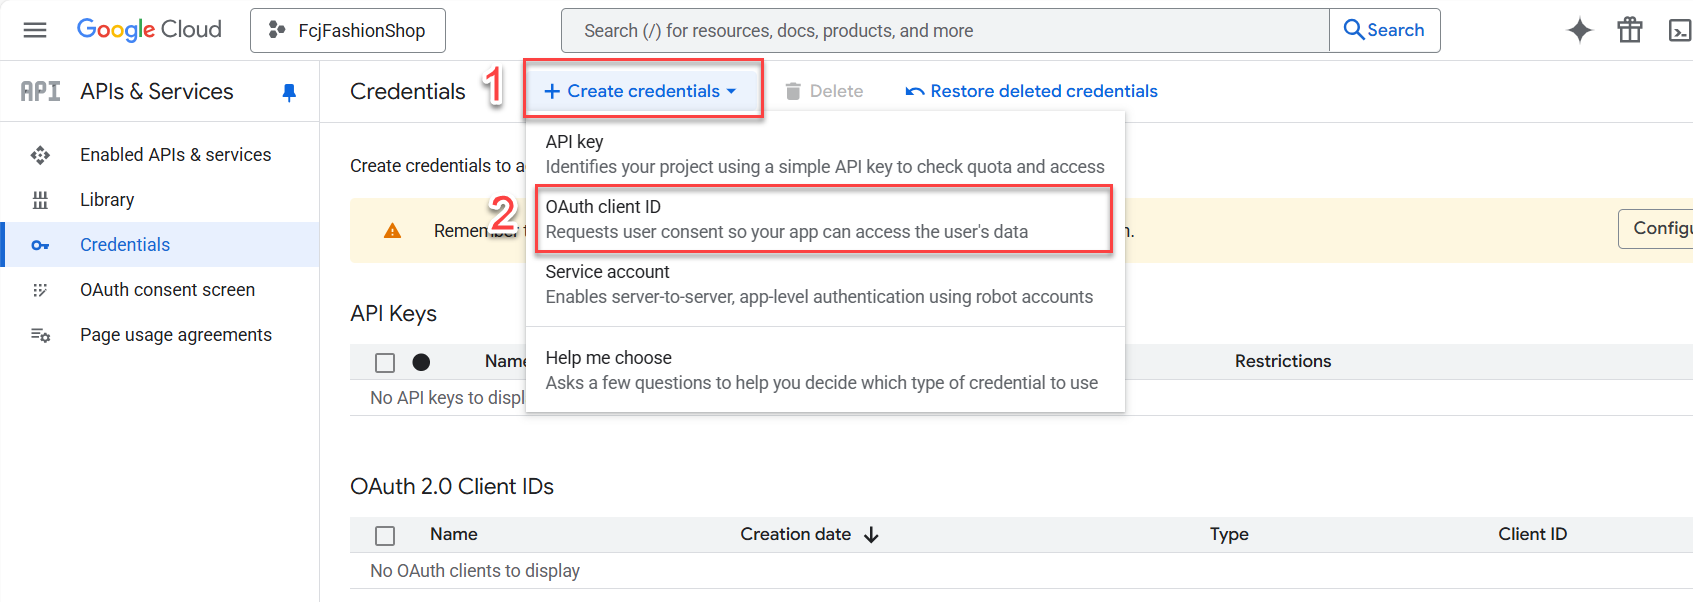 Google Cloud
FcjFashionShop
Search (/) for resources, docs, products, and more
Search
API
APIs & Services
Credentials
1
+ Create credentials
Delete
Restore deleted credentials
Enabled APIs & services
Library
Credentials
OAuth consent screen
Page usage agreements
Create credentials to a
API key
Identifies your project using a simple API key to check quota and access
2
OAuth client ID
Requests user consent so your app can access the user's data
Service account
Enables server-to-server, app-level authentication using robot accounts
Help me choose
Asks a few questions to help you decide which type of credential to use
Remember
n.
Configu
API Keys
Name
Restrictions
No API keys to displ
OAuth 2.0 Client IDs
Name
Creation date
Type
Client ID
No OAuth clients to display